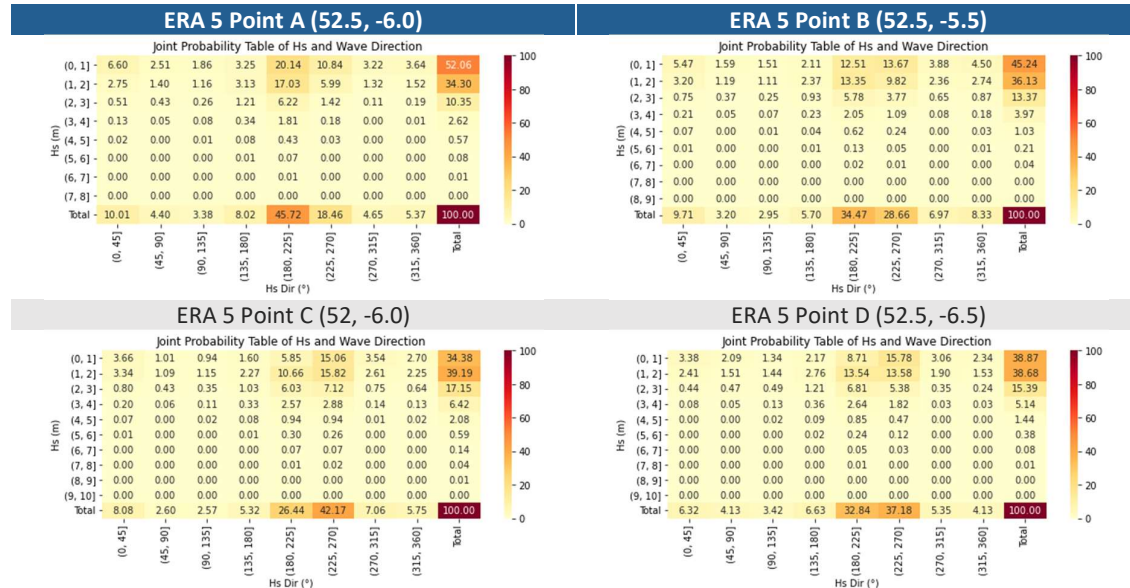 ERA 5 Point A (52.5, -6.0)
Joint Probability Table of Hs and Wave Direction
Hs (m)
(0, 1] 6.60 2.51 1.86 3.25 20.14 10.84 3.22 3.64 52.06
(1, 2] 2.75 1.40 1.16 3.13 17.03 5.99 1.32 1.52 34.30
(2, 3] 0.51 0.43 0.26 1.21 6.22 1.42 0.11 0.19 10.35
(3, 4] 0.13 0.05 0.08 0.34 1.81 0.18 0.00 0.01 2.62
(4, 5] 0.02 0.00 0.01 0.08 0.43 0.03 0.00 0.00 0.57
(5, 6] 0.00 0.00 0.00 0.01 0.07 0.00 0.00 0.00 0.08
(6, 7] 0.00 0.00 0.00 0.00 0.01 0.00 0.00 0.00 0.01
(7, 8] 0.00 0.00 0.00 0.00 0.00 0.00 0.00 0.00 0.00
Total 10.01 4.40 3.38 8.02 45.72 18.46 4.65 5.37 100.00
(0, 45] (45, 90] (90, 135] (135, 180] (180, 225] (225, 270] (270, 315] (315, 360] Total
Hs Dir (°)
100
80
60
40
20
0
ERA 5 Point B (52.5, -5.5)
Joint Probability Table of Hs and Wave Direction
Hs (m)
(0, 1] 5.47 1.59 1.51 2.11 12.51 13.67 3.88 4.50 45.24
(1, 2] 3.20 1.19 1.11 2.37 13.35 9.82 2.36 2.74 36.13
(2, 3] 0.75 0.37 0.25 0.93 5.78 3.77 0.65 0.87 13.37
(3, 4] 0.21 0.05 0.07 0.23 2.05 1.09 0.08 0.18 3.97
(4, 5] 0.07 0.00 0.01 0.04 0.62 0.24 0.00 0.03 1.03
(5, 6] 0.01 0.00 0.00 0.01 0.13 0.05 0.00 0.01 0.21
(6, 7] 0.00 0.00 0.00 0.00 0.02 0.01 0.00 0.00 0.04
(7, 8] 0.00 0.00 0.00 0.00 0.00 0.00 0.00 0.00 0.00
(8, 9] 0.00 0.00 0.00 0.00 0.00 0.00 0.00 0.00 0.00
Total 9.71 3.20 2.95 5.70 34.47 28.66 6.97 8.33 100.00
(0, 45] (45, 90] (90, 135] (135, 180] (180, 225] (225, 270] (270, 315] (315, 360] Total
Hs Dir (°)
100
80
60
40
20
0
ERA 5 Point C (52, -6.0)
Joint Probability Table of Hs and Wave Direction
Hs (m)
(0, 1] 3.66 1.01 0.94 1.60 5.85 15.06 3.54 2.70 34.38
(1, 2] 3.34 1.09 1.15 2.27 10.66 15.82 2.61 2.25 39.19
(2, 3] 0.80 0.43 0.35 1.03 6.03 7.12 0.75 0.64 17.15
(3, 4] 0.20 0.06 0.11 0.33 2.57 2.88 0.14 0.13 6.42
(4, 5] 0.07 0.00 0.02 0.08 0.94 0.94 0.01 0.02 2.08
(5, 6] 0.01 0.00 0.00 0.01 0.30 0.26 0.00 0.00 0.59
(6, 7] 0.00 0.00 0.00 0.00 0.07 0.07 0.00 0.00 0.14
(7, 8] 0.00 0.00 0.00 0.00 0.01 0.02 0.00 0.00 0.04
(8, 9] 0.00 0.00 0.00 0.00 0.00 0.00 0.00 0.00 0.01
(9, 10] 0.00 0.00 0.00 0.00 0.00 0.00 0.00 0.00 0.00
Total 8.08 2.60 2.57 5.32 26.44 42.17 7.06 5.75 100.00
(0, 45] (45, 90] (90, 135] (135, 180] (180, 225] (225, 270] (270, 315] (315, 360] Total
Hs Dir (°)
100
80
60
40
20
0
ERA 5 Point D (52.5, -6.5)
Joint Probability Table of Hs and Wave Direction
Hs (m)
(0, 1] 3.38 2.09 1.34 2.17 8.71 15.78 3.06 2.34 38.87
(1, 2] 2.41 1.51 1.44 2.76 13.54 13.58 1.90 1.53 38.68
(2, 3] 0.44 0.47 0.49 1.21 6.81 5.38 0.35 0.24 15.39
(3, 4] 0.08 0.05 0.13 0.36 2.64 1.82 0.03 0.03 5.14
(4, 5] 0.00 0.00 0.02 0.09 0.85 0.47 0.00 0.00 1.44
(5, 6] 0.00 0.00 0.00 0.02 0.24 0.12 0.00 0.00 0.38
(6, 7] 0.00 0.00 0.00 0.00 0.05 0.03 0.00 0.00 0.08
(7, 8] 0.00 0.00 0.00 0.00 0.01 0.00 0.00 0.00 0.01
(8, 9] 0.00 0.00 0.00 0.00 0.00 0.00 0.00 0.00 0.00
(9, 10] 0.00 0.00 0.00 0.00 0.00 0.00 0.00 0.00 0.00
Total 6.32 4.13 3.42 6.63 32.84 37.18 5.35 4.13 100.00
(0, 45] (45, 90] (90, 135] (135, 180] (180, 225] (225, 270] (270, 315] (315, 360] Total
Hs Dir (°)
100
80
60
40
20
0